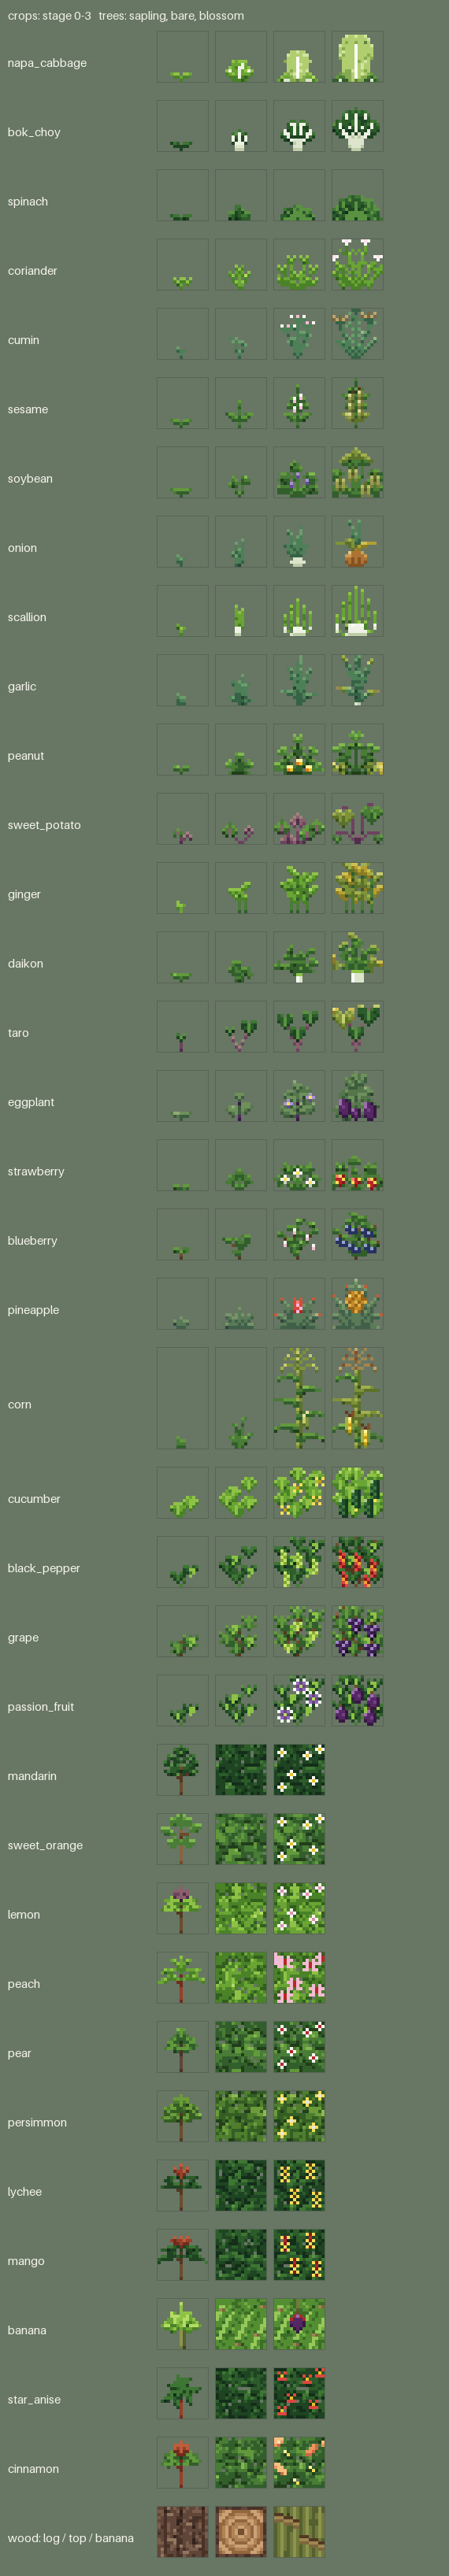 crops: stage 0-3 trees: sapling, bare, blossom
napa_cabbage
bok_choy
spinach
coriander
cumin
sesame
soybean
onion
scallion
garlic
peanut
sweet_potato
ginger
daikon
taro
eggplant
strawberry
blueberry
pineapple
corn
cucumber
black_pepper
grape
passion_fruit
mandarin
sweet_orange
lemon
peach
pear
persimmon
lychee
mango
banana
star_anise
cinnamon
wood: log / top / banana